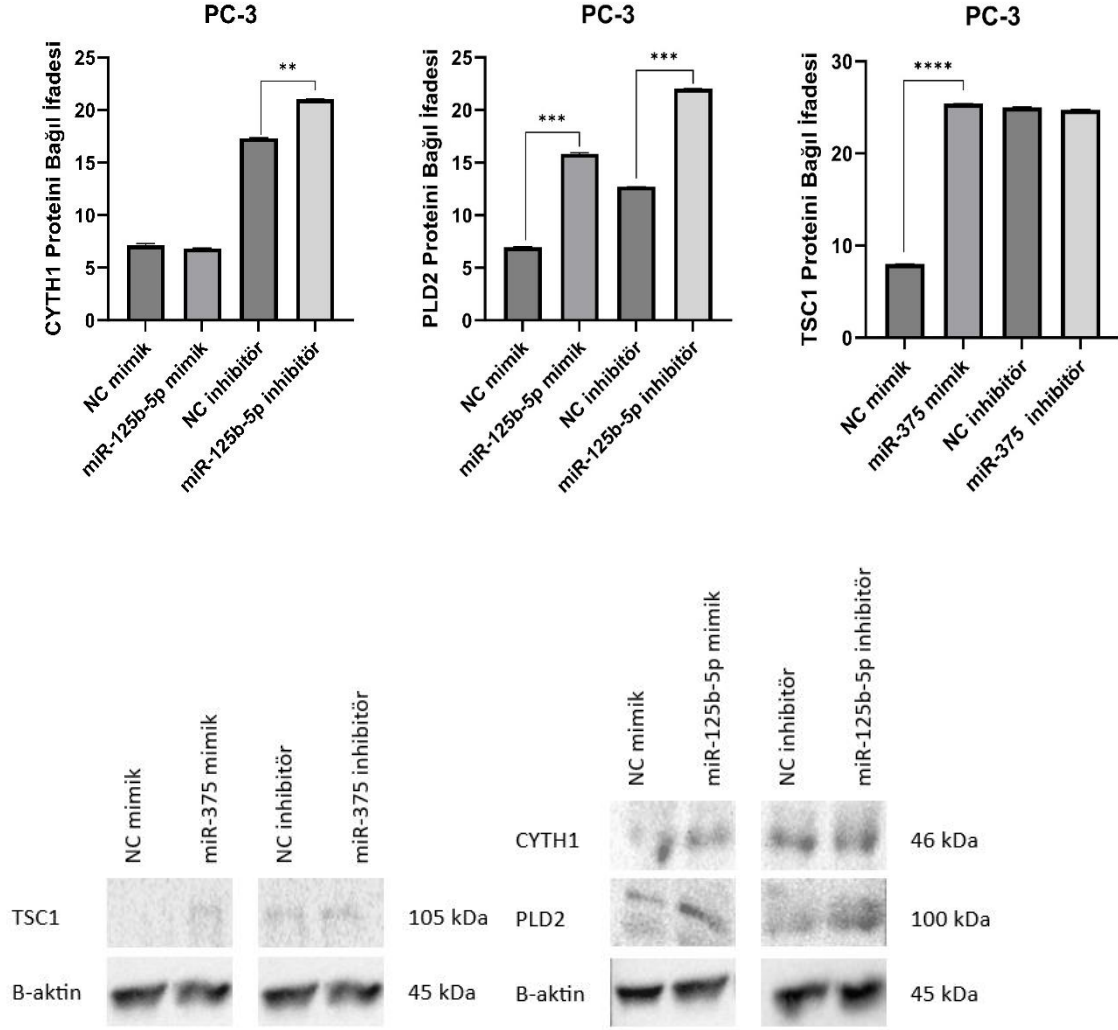 PC-3
CYTH1 Proteini Bağıl İfadesi
25
20
15
10
5
0
**
NC mimik
miR-125b-5p mimik
NC inhibitör
miR-125b-5p inhibitör
PC-3
PLD2 Proteini Bağıl İfadesi
25
20
15
10
5
0
***
***
NC mimik
miR-125b-5p mimik
NC inhibitör
miR-125b-5p inhibitör
PC-3
TSC1 Proteini Bağıl İfadesi
30
20
10
0
****
NC mimik
miR-375 mimik
NC inhibitör
miR-375 inhibitör
NC mimik
miR-375 mimik
NC inhibitör
miR-375 inhibitör
TSC1
105 kDa
B-aktin
45 kDa
NC mimik
miR-125b-5p mimik
NC inhibitör
miR-125b-5p inhibitör
CYTH1
46 kDa
PLD2
100 kDa
B-aktin
45 kDa